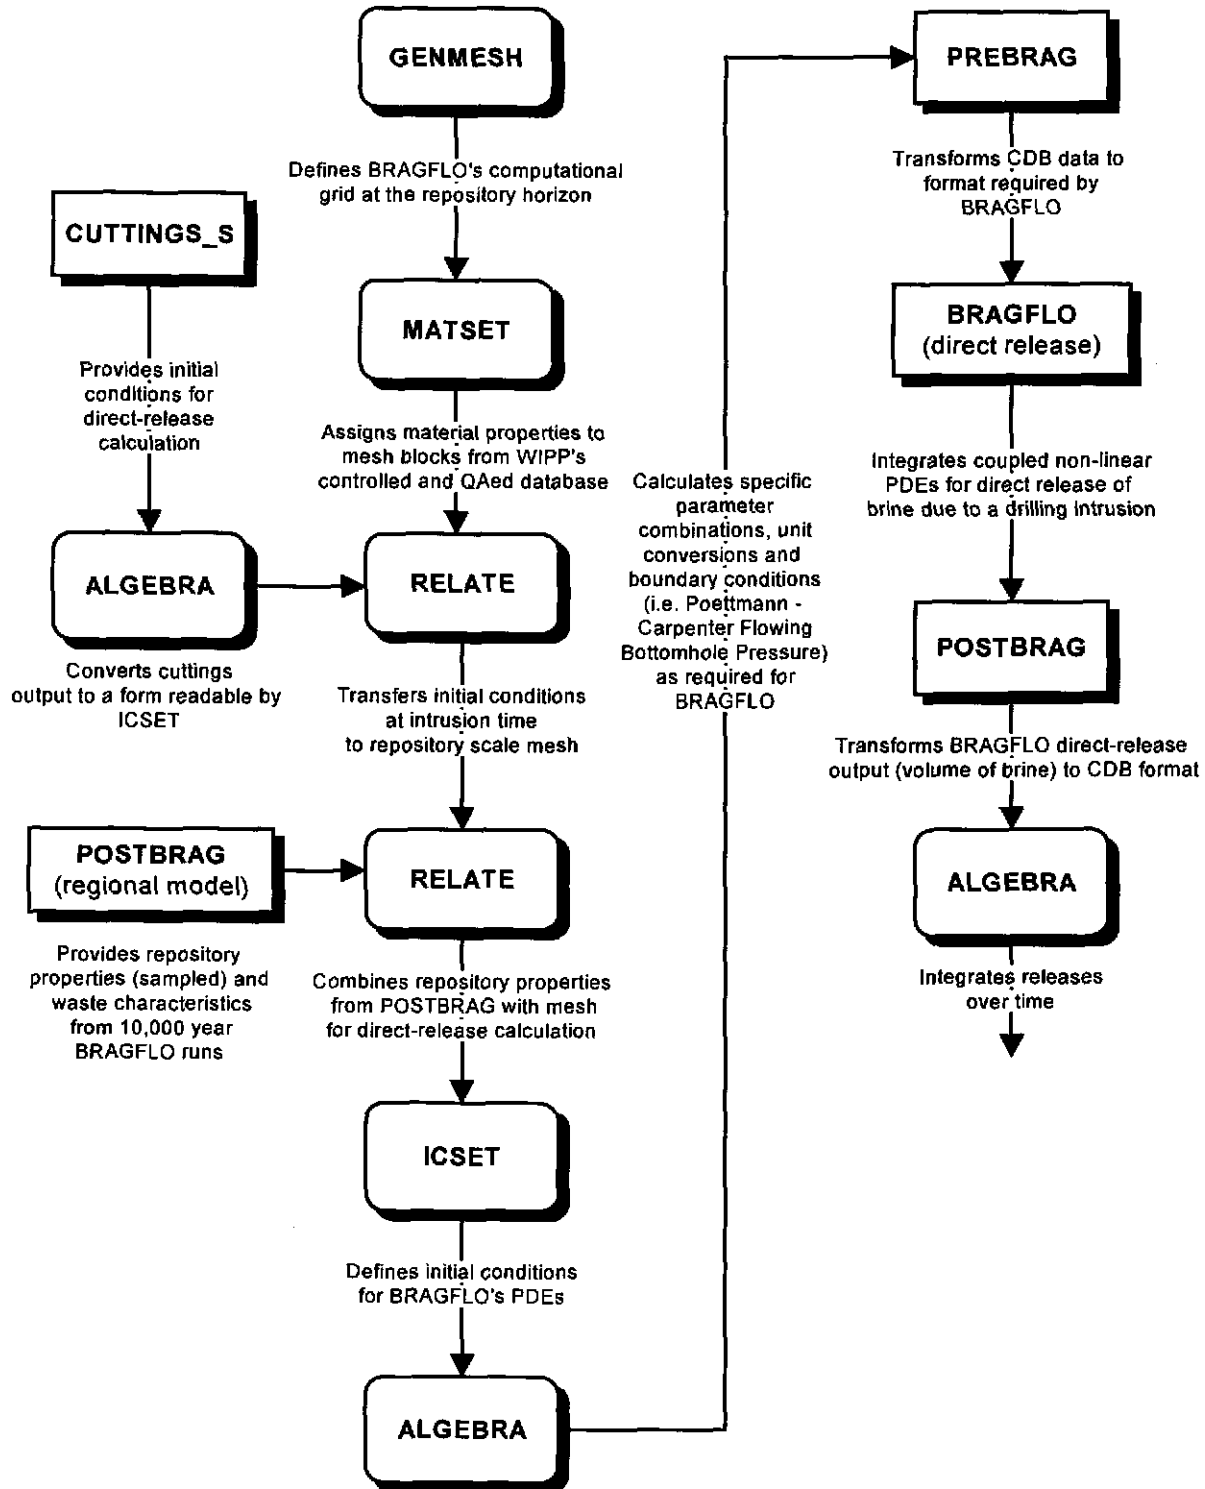 GENMESH
Defines BRAGFLO's computational
grid at the repository horizon
CUTTINGS_S
Provides initial
conditions for
direct-release
calculation
MATSET
Assigns material properties to
mesh blocks from WIPP's
controlled and QAed database
ALGEBRA
Converts cuttings
output to a form readable by
ICSET
RELATE
Transfers initial conditions
at intrusion time
to repository scale mesh
POSTBRAG
(regional model)
Provides repository
properties (sampled) and
waste characteristics
from 10,000 year
BRAGFLO runs
RELATE
Combines repository properties
from POSTBRAG with mesh
for direct-release calculation
ICSET
Defines initial conditions
for BRAGFLO's PDEs
ALGEBRA
Calculates specific
parameter
combinations, unit
conversions and
boundary conditions
(i.e. Poettmann -
Carpenter Flowing
Bottomhole Pressure)
as required for
BRAGFLO
PREBRAG
Transforms CDB data to
format required by
BRAGFLO
BRAGFLO
(direct release)
Integrates coupled non-linear
PDEs for direct release of
brine due to a drilling intrusion
POSTBRAG
Transforms BRAGFLO direct-release
output (volume of brine) to CDB format
ALGEBRA
Integrates releases
over time